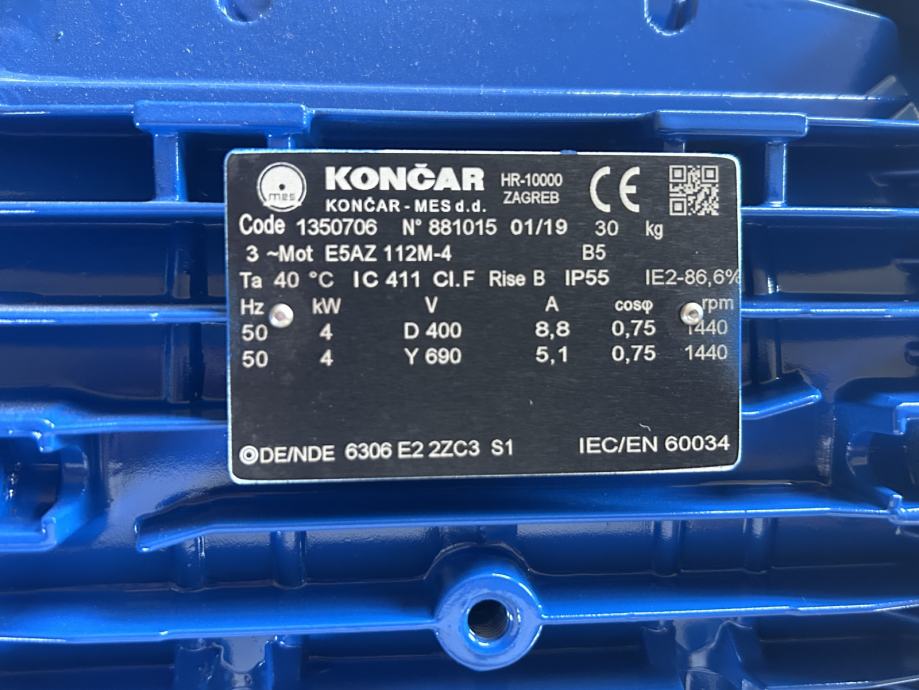 mes KONČAR HR-10000 CE
KONČAR - MES d.d. ZAGREB
Code 1350706 N° 881015 01/19 30 kg
3 ~Mot E5AZ 112M-4 B5
Ta 40 °C IC 411 Cl.F Rise B IP55 IE2-86,6%
Hz kW V A cosφ rpm
50 4 D 400 8,8 0,75 1440
50 4 Y 690 5,1 0,75 1440
DE/NDE 6306 E2 2ZC3 S1 IEC/EN 60034